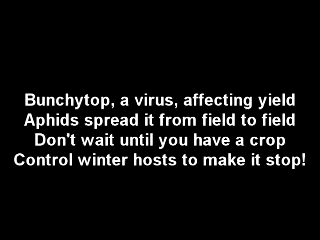 Bunchytop, a virus, affecting yield
Aphids spread it from field to field
Don't wait until you have a crop
Control winter hosts to make it stop!